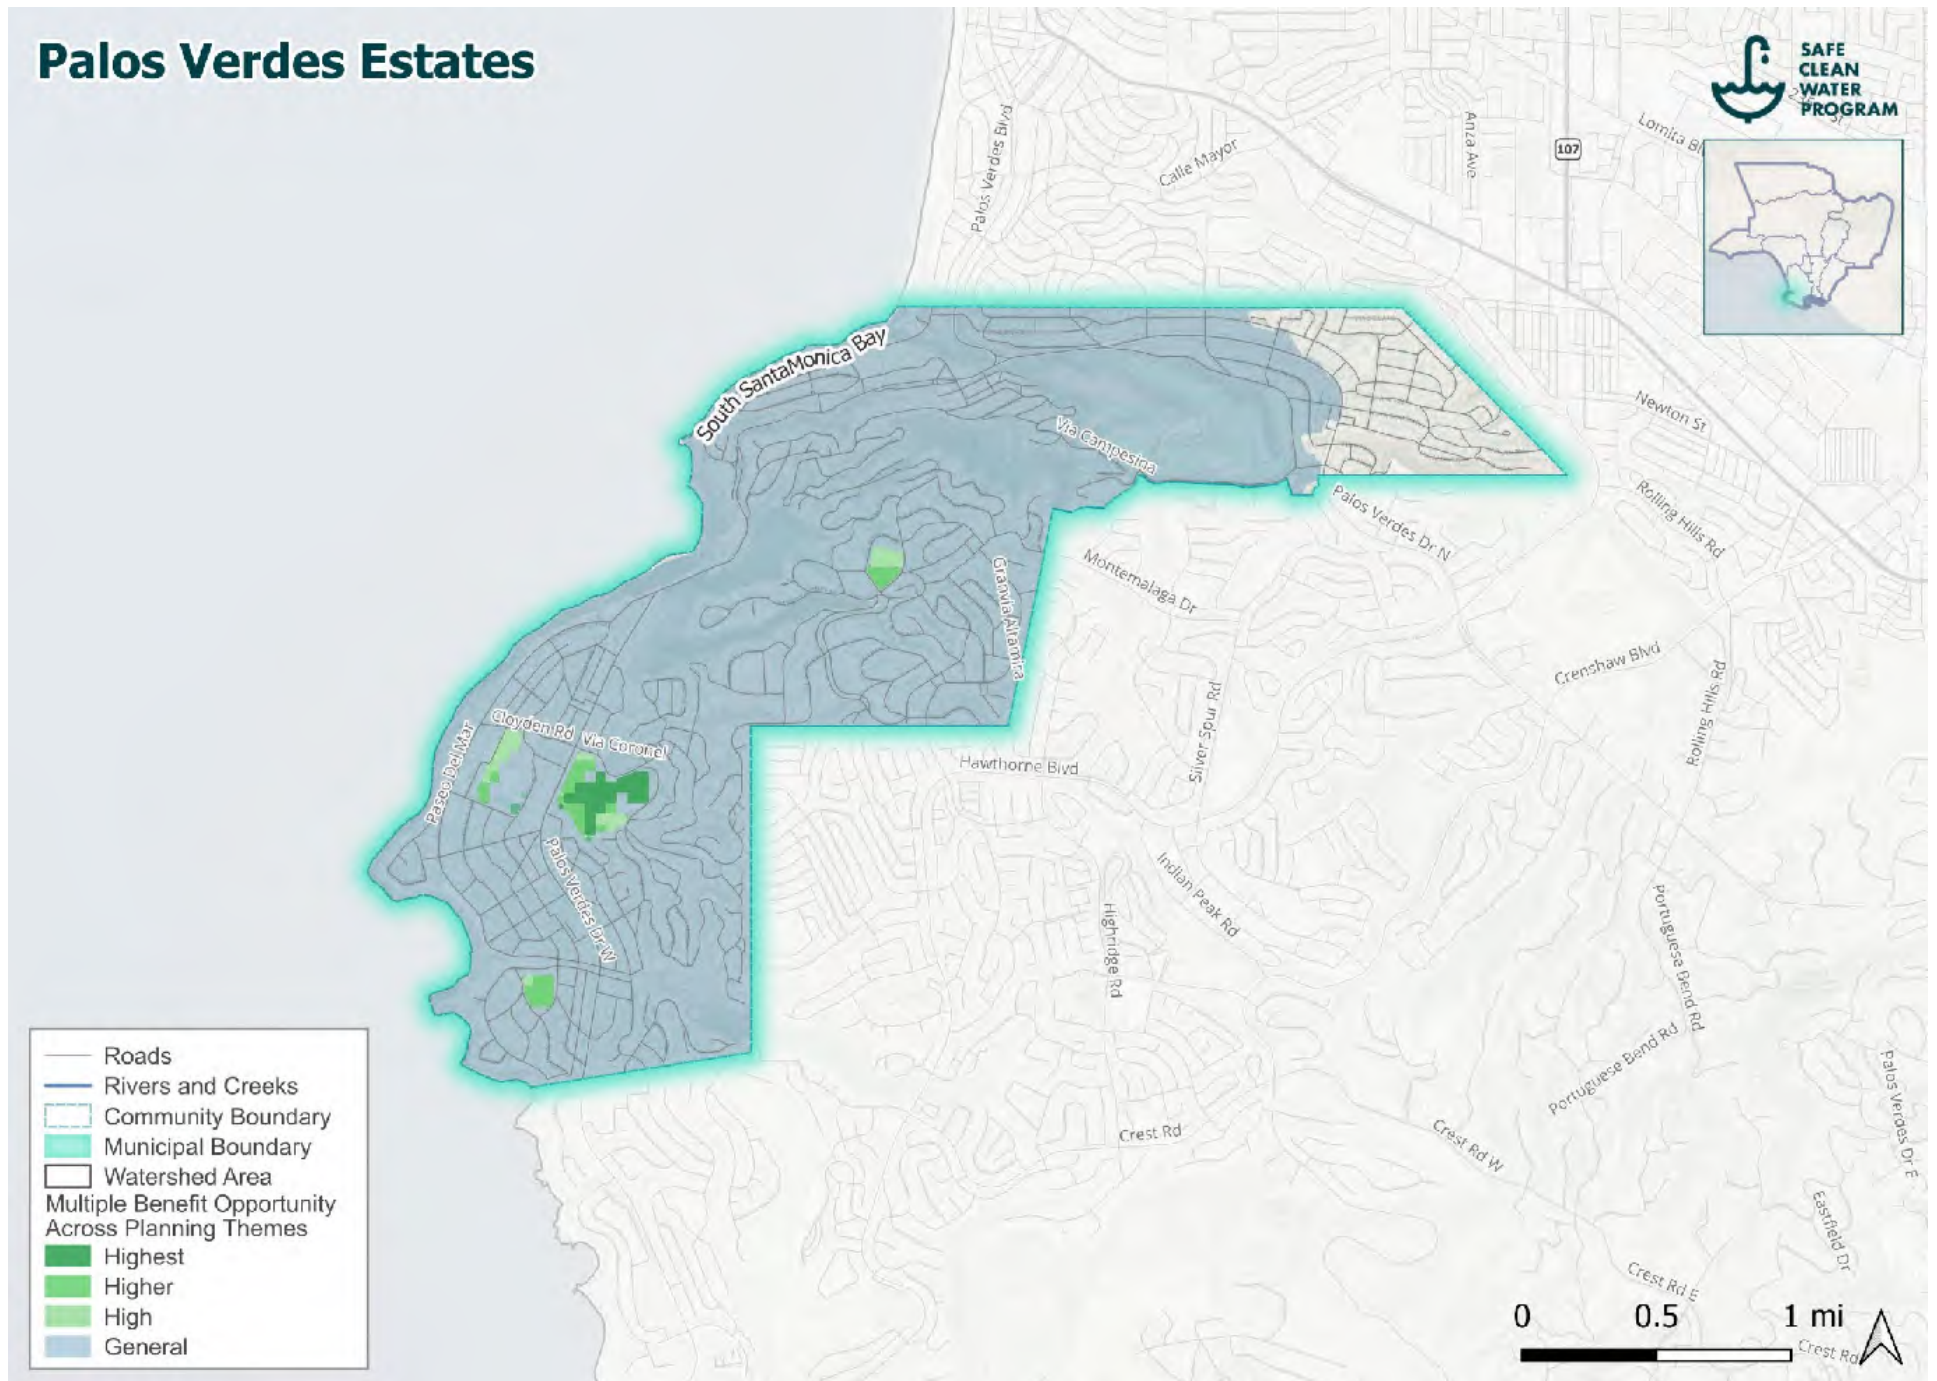 Palos Verdes Estates
SAFE
CLEAN
WATER
PROGRAM
Palos Verdes Blvd
Calle Mayor
Anza Ave
107
South SantaMonica Bay
Via Campesina
Newton St
Rolling Hills Rd
Palos Verdes Dr N
Montemalaga Dr
Granvia Altamira
Crenshaw Blvd
Rolling Hills Rd
Silver Spur Rd
Cloyden Rd
Via Coronel
Paseo Del Mar
Hawthorne Blvd
Palos Verdes Dr W
Indian Peak Rd
Highridge Rd
Portuguese Bend Rd
Portuguese Bend Rd
Palos Verdes Dr E
Crest Rd
Crest Rd W
Eastfield Dr
Crest Rd E
Crest Rd
Roads
Rivers and Creeks
Community Boundary
Municipal Boundary
Watershed Area
Multiple Benefit Opportunity
Across Planning Themes
Highest
Higher
High
General
0 0.5 1 mi